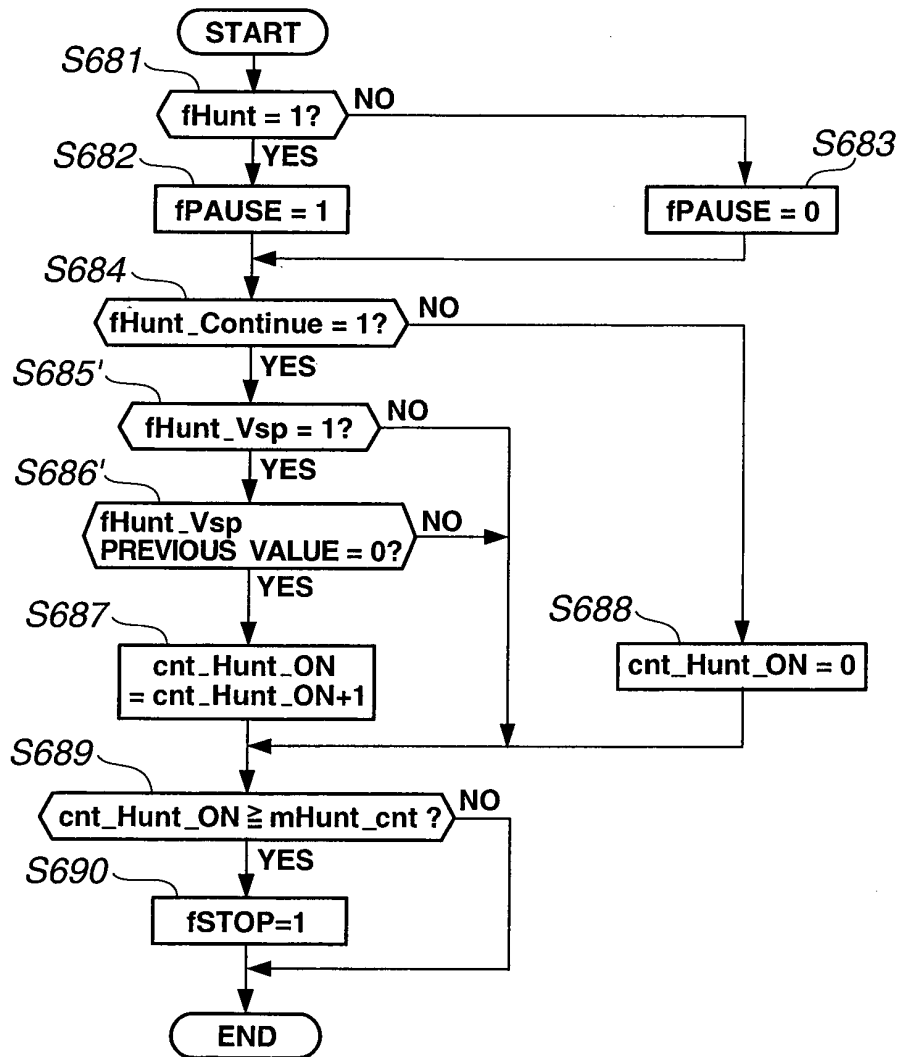 START
S681
fHunt = 1?
NO
YES
S682
S683
fPAUSE = 1
fPAUSE = 0
S684
fHunt_Continue = 1?
NO
YES
S685'
fHunt_Vsp = 1?
NO
YES
S686'
fHunt_Vsp
PREVIOUS VALUE = 0?
NO
YES
S687
S688
cnt_Hunt_ON
= cnt_Hunt_ON+1
cnt_Hunt_ON = 0
S689
cnt_Hunt_ON ≧ mHunt_cnt ?
NO
YES
S690
fSTOP=1
END